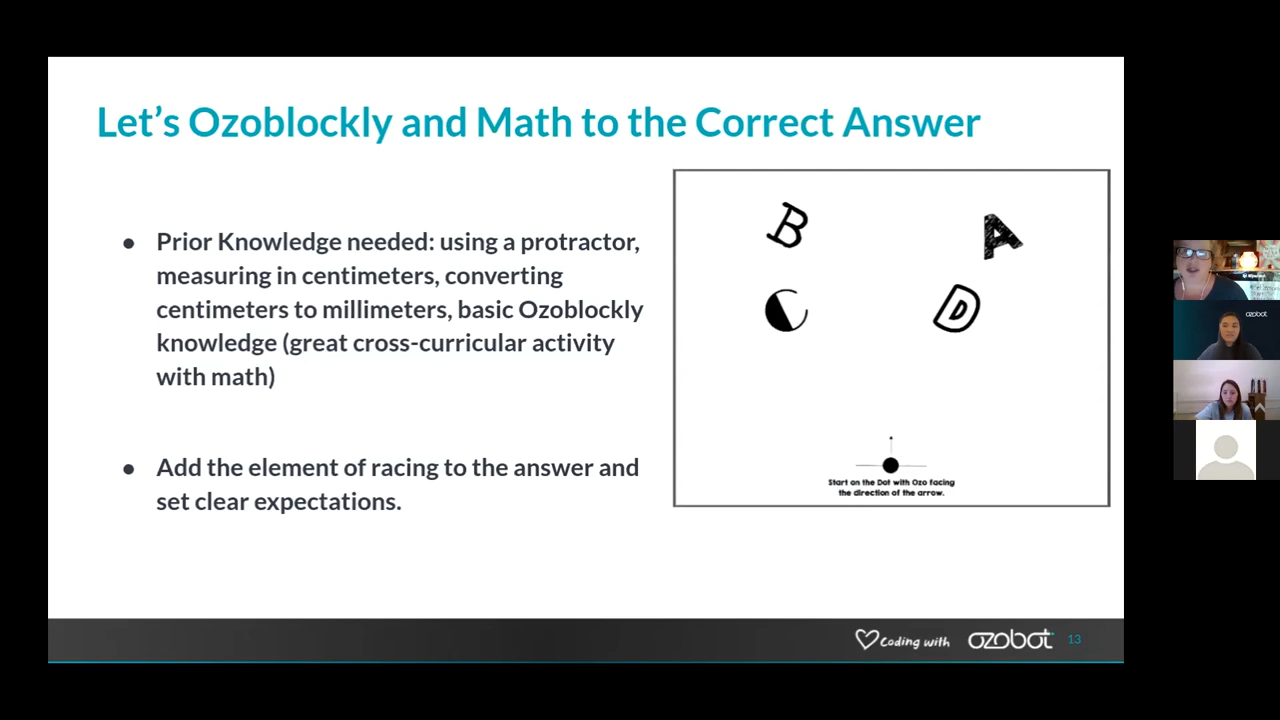 Let's Ozoblockly and Math to the Correct Answer
● Prior Knowledge needed: using a protractor,
measuring in centimeters, converting
centimeters to millimeters, basic Ozoblockly
knowledge (great cross-curricular activity
with math)
● Add the element of racing to the answer and
set clear expectations.
B
A
C
D
Start on the Dot with Ozo facing
the direction of the arrow.
Coding with ozobot 13
ozobot